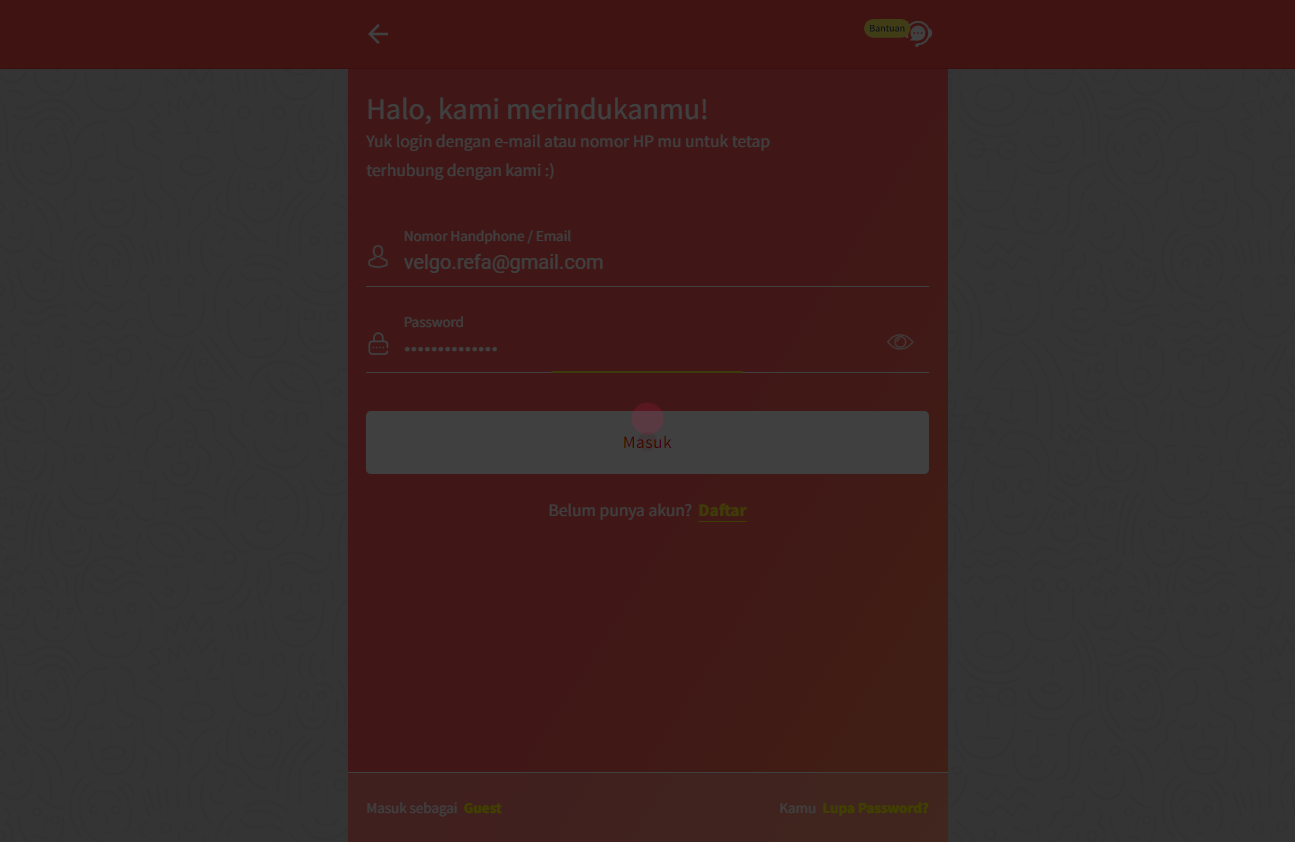 Bantuan
Halo, kami merindukanmu!
Yuk login dengan e-mail atau nomor HP mu untuk tetap
terhubung dengan kami :)
Nomor Handphone / Email
velgo.refa@gmail.com
Password
••••••••••••••
Masuk
Belum punya akun? Daftar
Masuk sebagai Guest
Kamu Lupa Password?